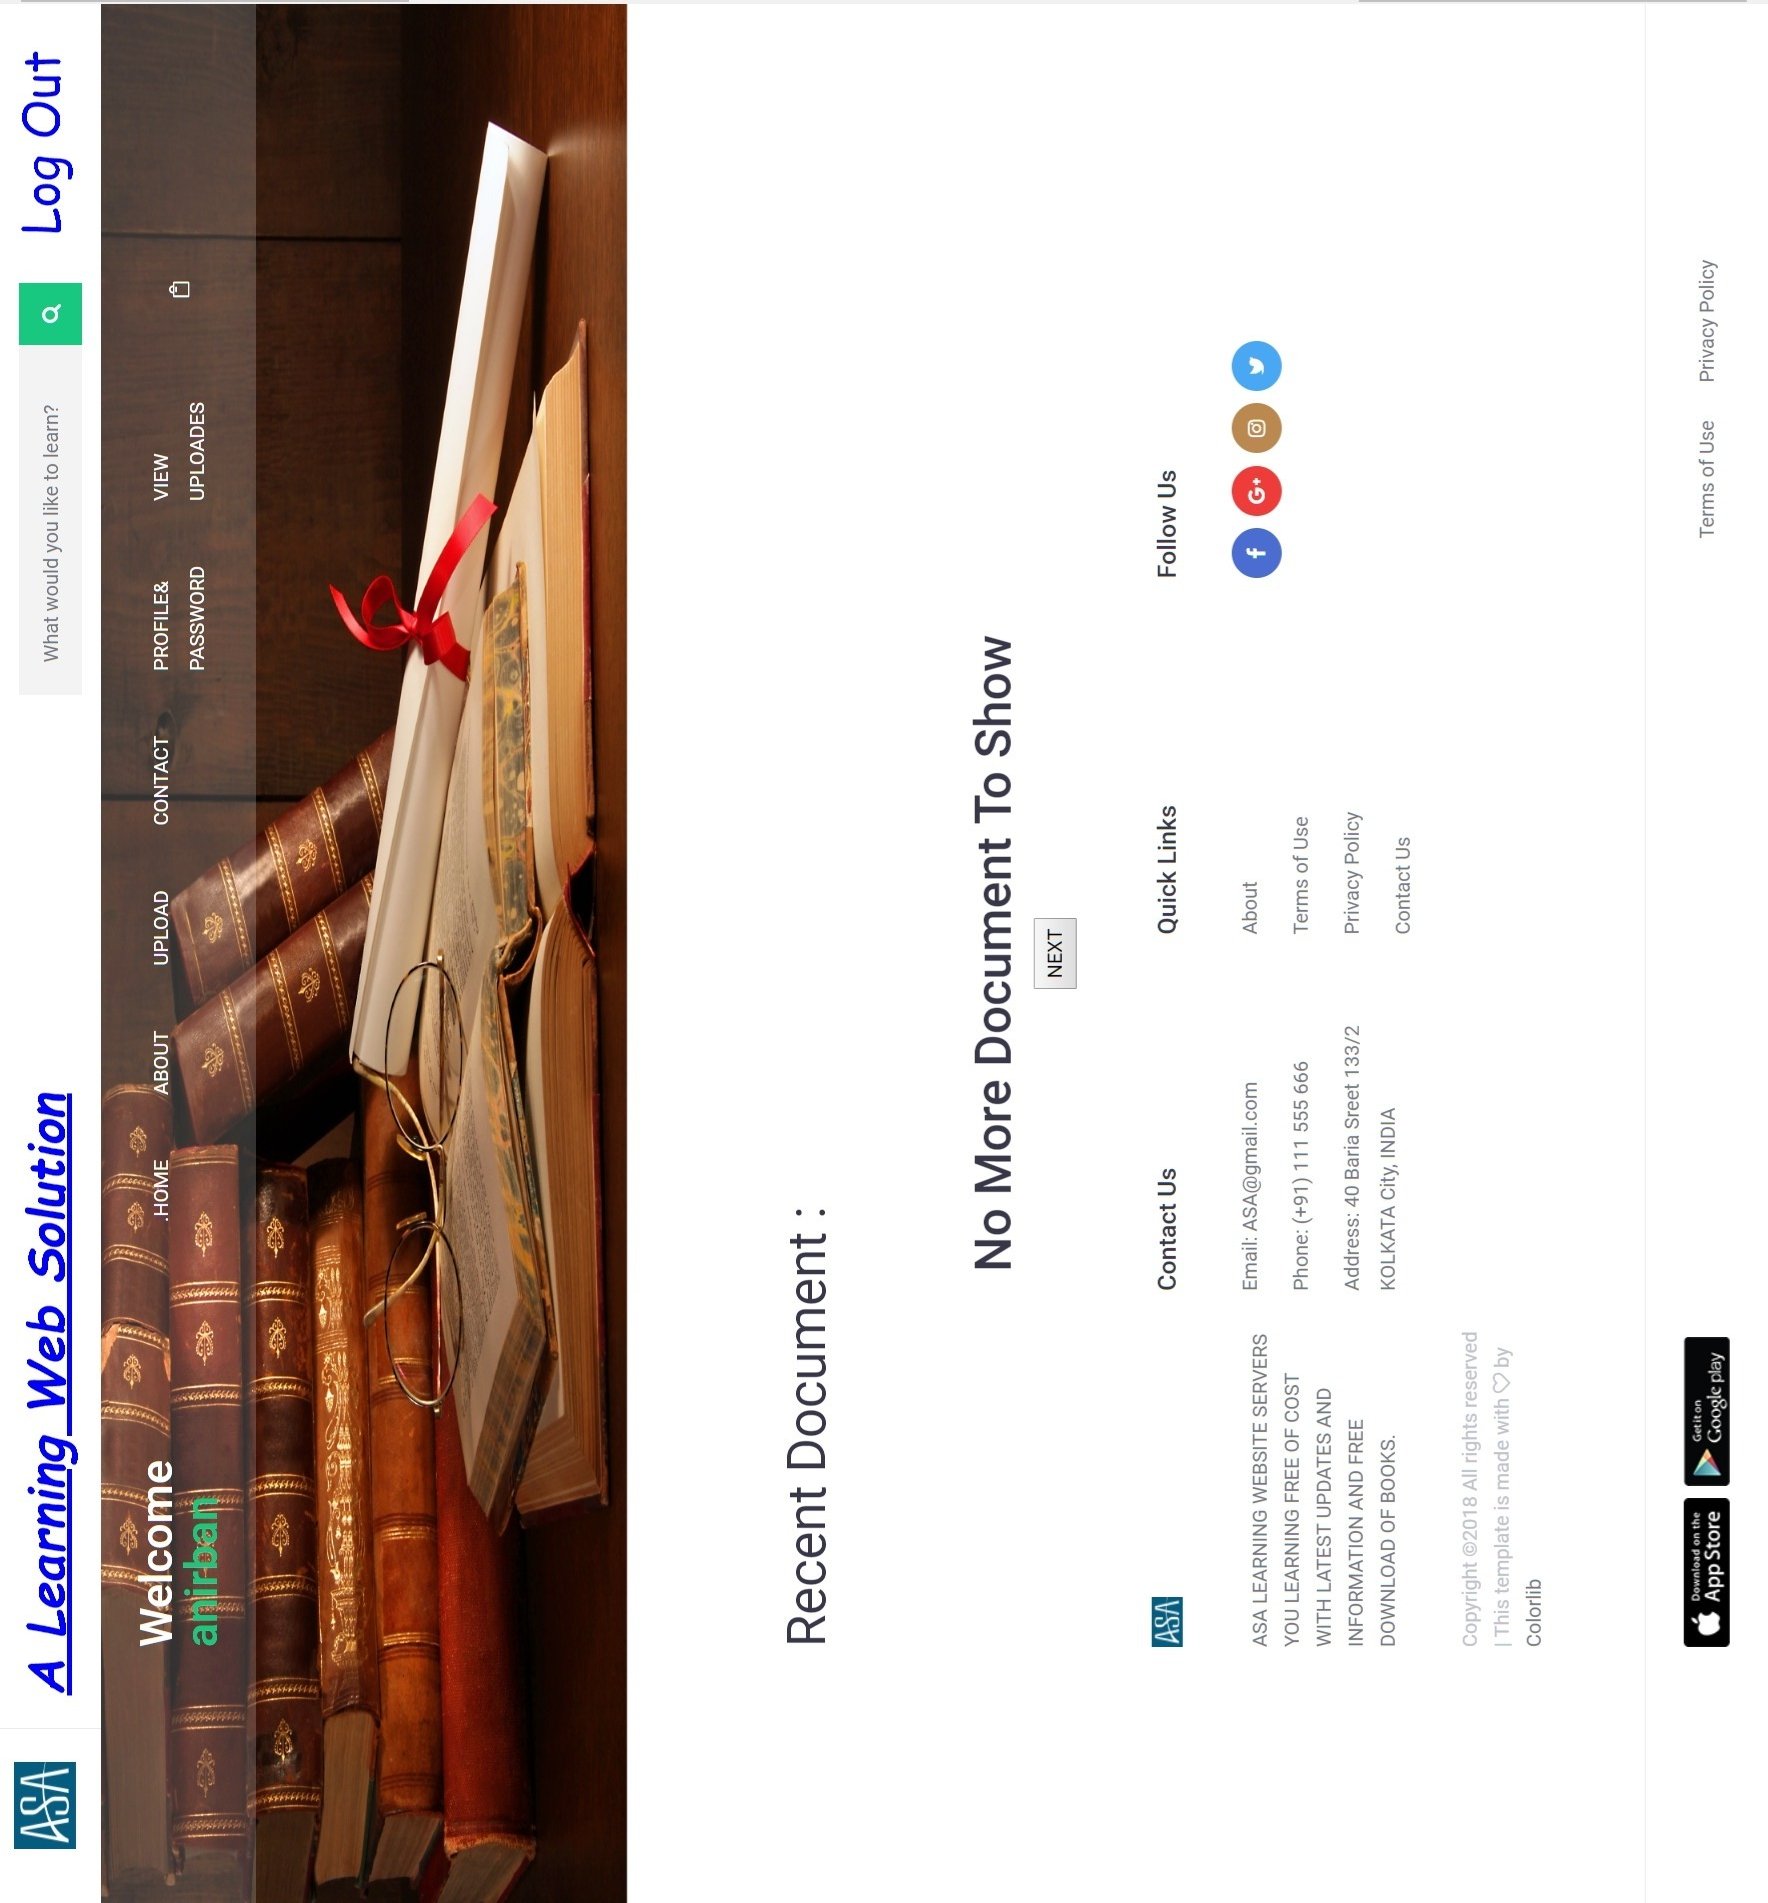 ASA
A Learning Web Solution
What would you like to learn?
Log Out
Welcome
anirban
.HOME
ABOUT
UPLOAD
CONTACT
PROFILE&
PASSWORD
VIEW
UPLOADES
Recent Document :
No More Document To Show
NEXT
ASA
ASA LEARNING WEBSITE SERVERS
YOU LEARNING FREE OF COST
WITH LATEST UPDATES AND
INFORMATION AND FREE
DOWNLOAD OF BOOKS.
Copyright ©2018 All rights reserved
| This template is made with ♡ by
Colorlib
Contact Us
Email: ASA@gmail.com
Phone: (+91) 111 555 666
Address: 40 Baria Sreet 133/2
KOLKATA City, INDIA
Quick Links
About
Terms of Use
Privacy Policy
Contact Us
Follow Us
f
G+
Download on the
App Store
Get it on
Google play
Terms of Use
Privacy Policy